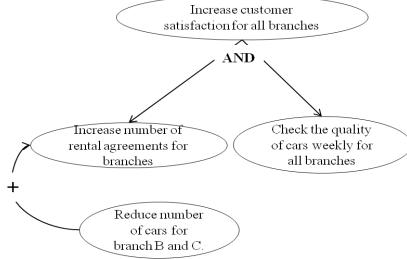 Increase customer
satisfaction for all branches
AND
Increase number of
rental agreements for
branches
Check the quality
of cars weekly for
all branches
+
Reduce number
of cars for
branch B and C.